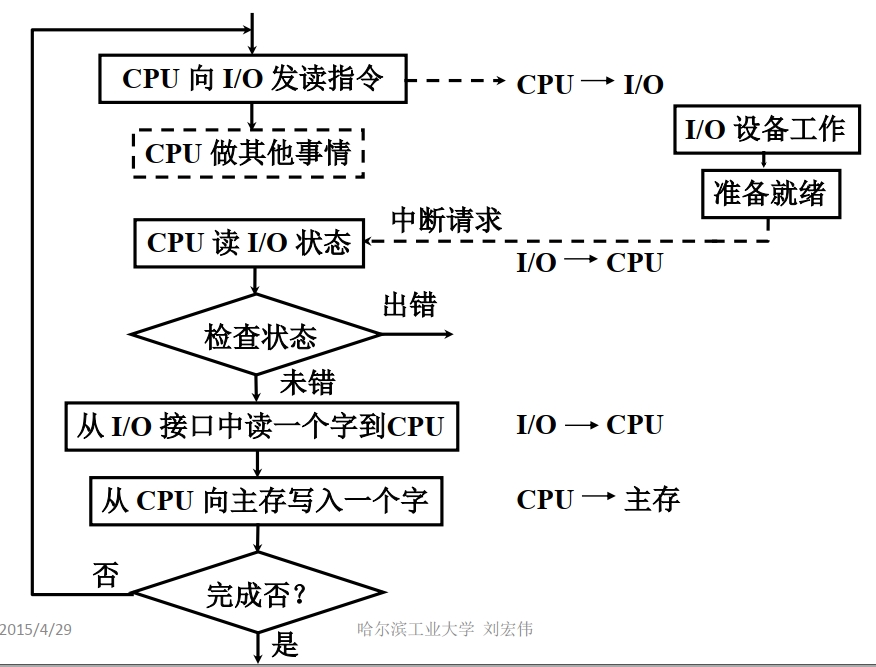 CPU 向 I/O 发读指令
CPU → I/O
I/O 设备工作
CPU 做其他事情
准备就绪
中断请求
CPU 读 I/O 状态
I/O → CPU
出错
检查状态
未错
从 I/O 接口中读一个字到CPU
I/O → CPU
从 CPU 向主存写入一个字
CPU → 主存
否
完成否？
2015/4/29
哈尔滨工业大学 刘宏伟
是